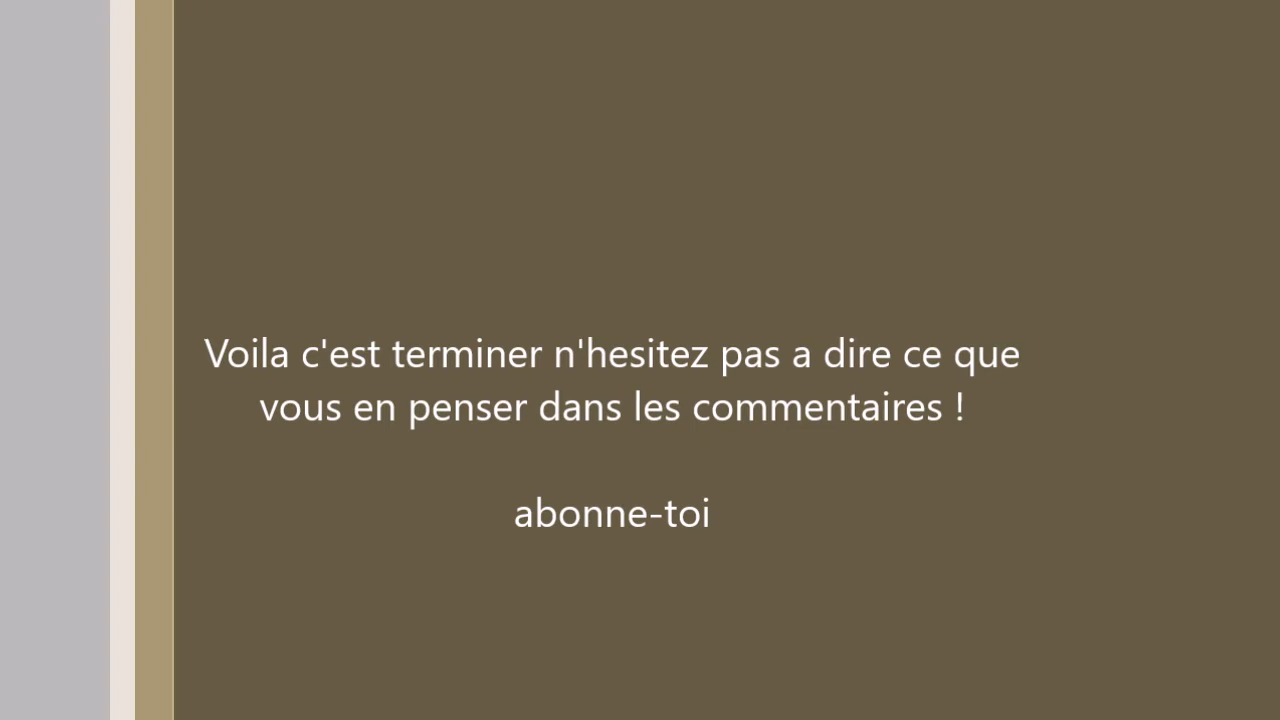 Voila c'est terminer n'hesitez pas a dire ce que
vous en penser dans les commentaires !
abonne-toi